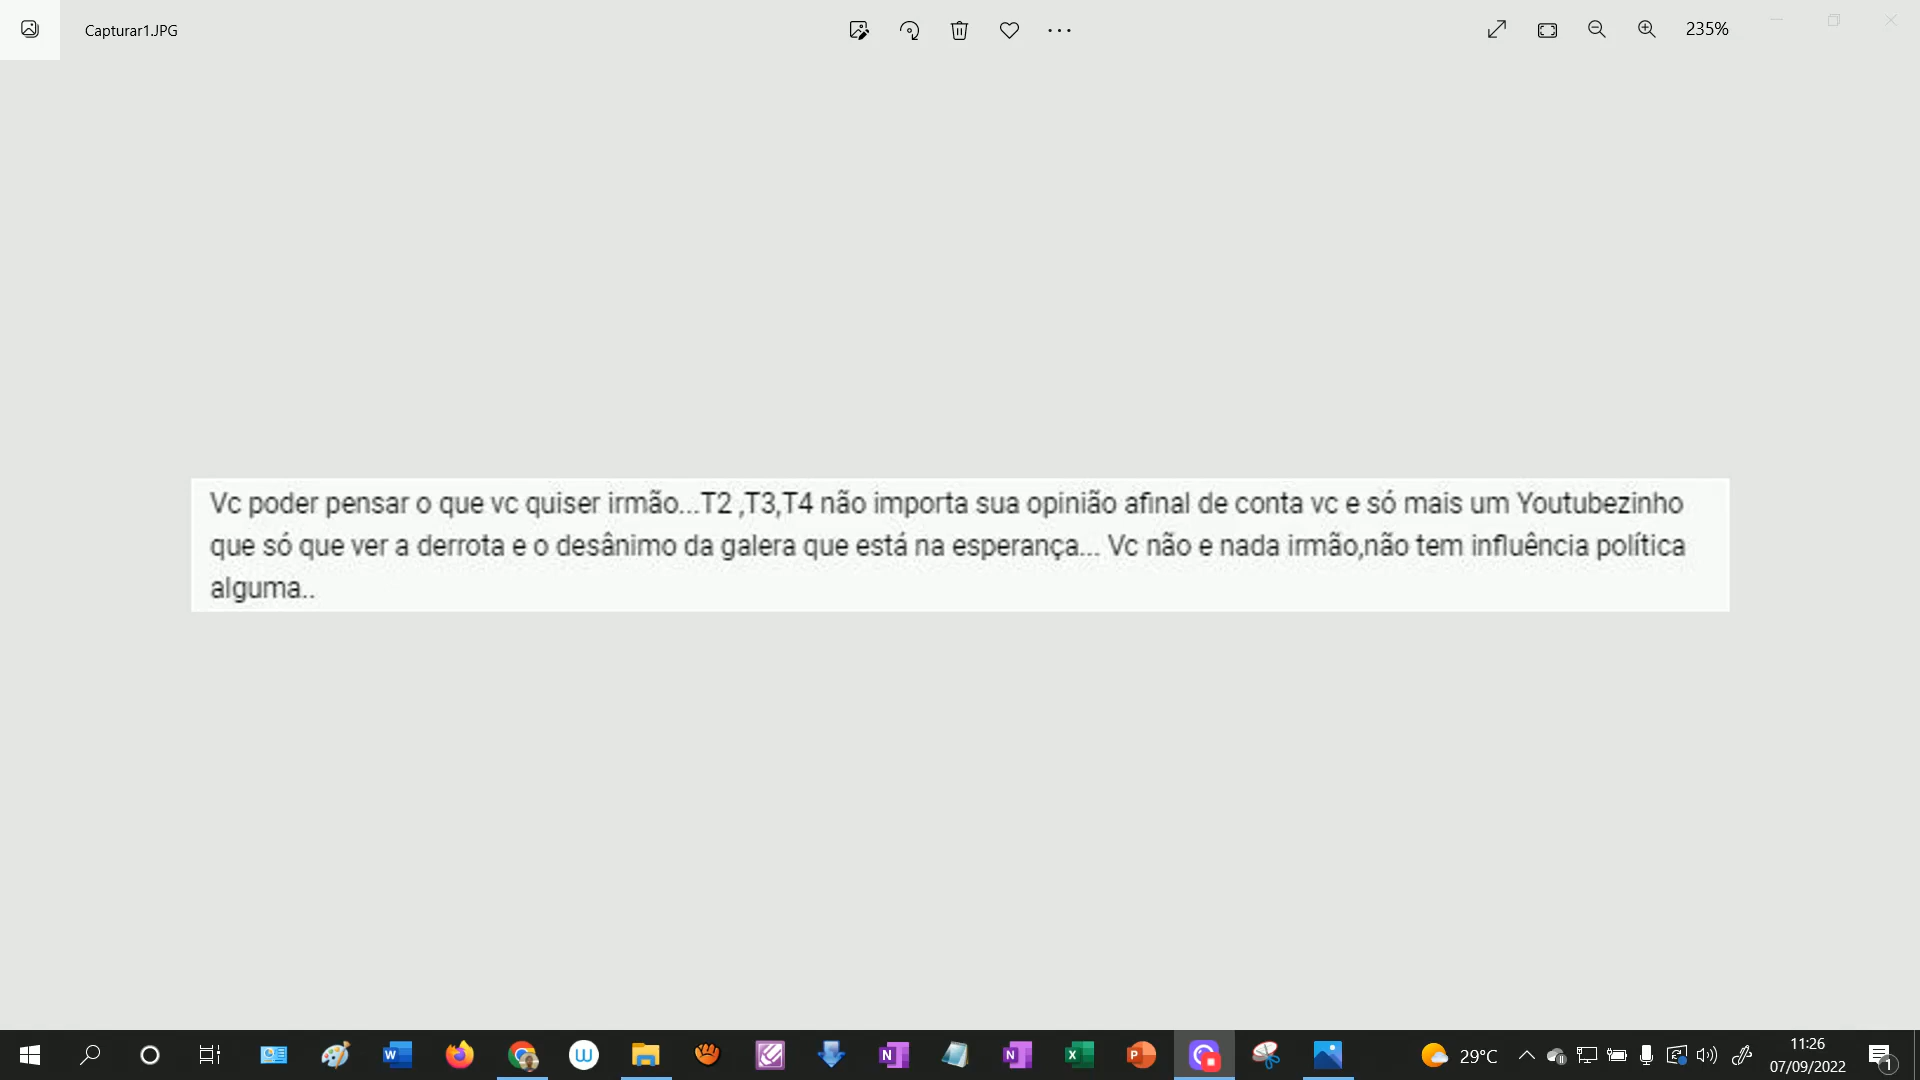 Capturar1.JPG
235%
Vc poder pensar o que vc quiser irmão...T2 ,T3,T4 não importa sua opinião afinal de conta vc e só mais um Youtubezinho
que só que ver a derrota e o desânimo da galera que está na esperança... Vc não e nada irmão,não tem influência política
alguma..
29°C
11:26
07/09/2022
1